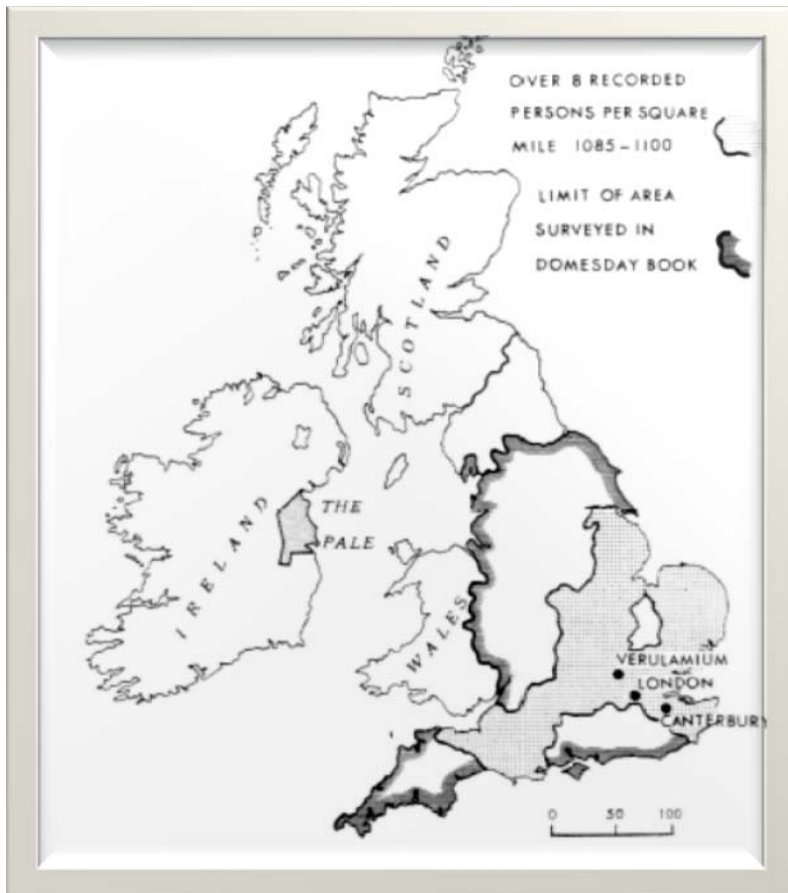 OVER 8 RECORDED
PERSONS PER SQUARE
MILE 1085–1100
LIMIT OF AREA
SURVEYED IN
DOMESDAY BOOK
SCOTLAND
IRELAND
THE
PALE
WALES
VERULAMIUM
LONDON
CANTERBURY
0 50 100